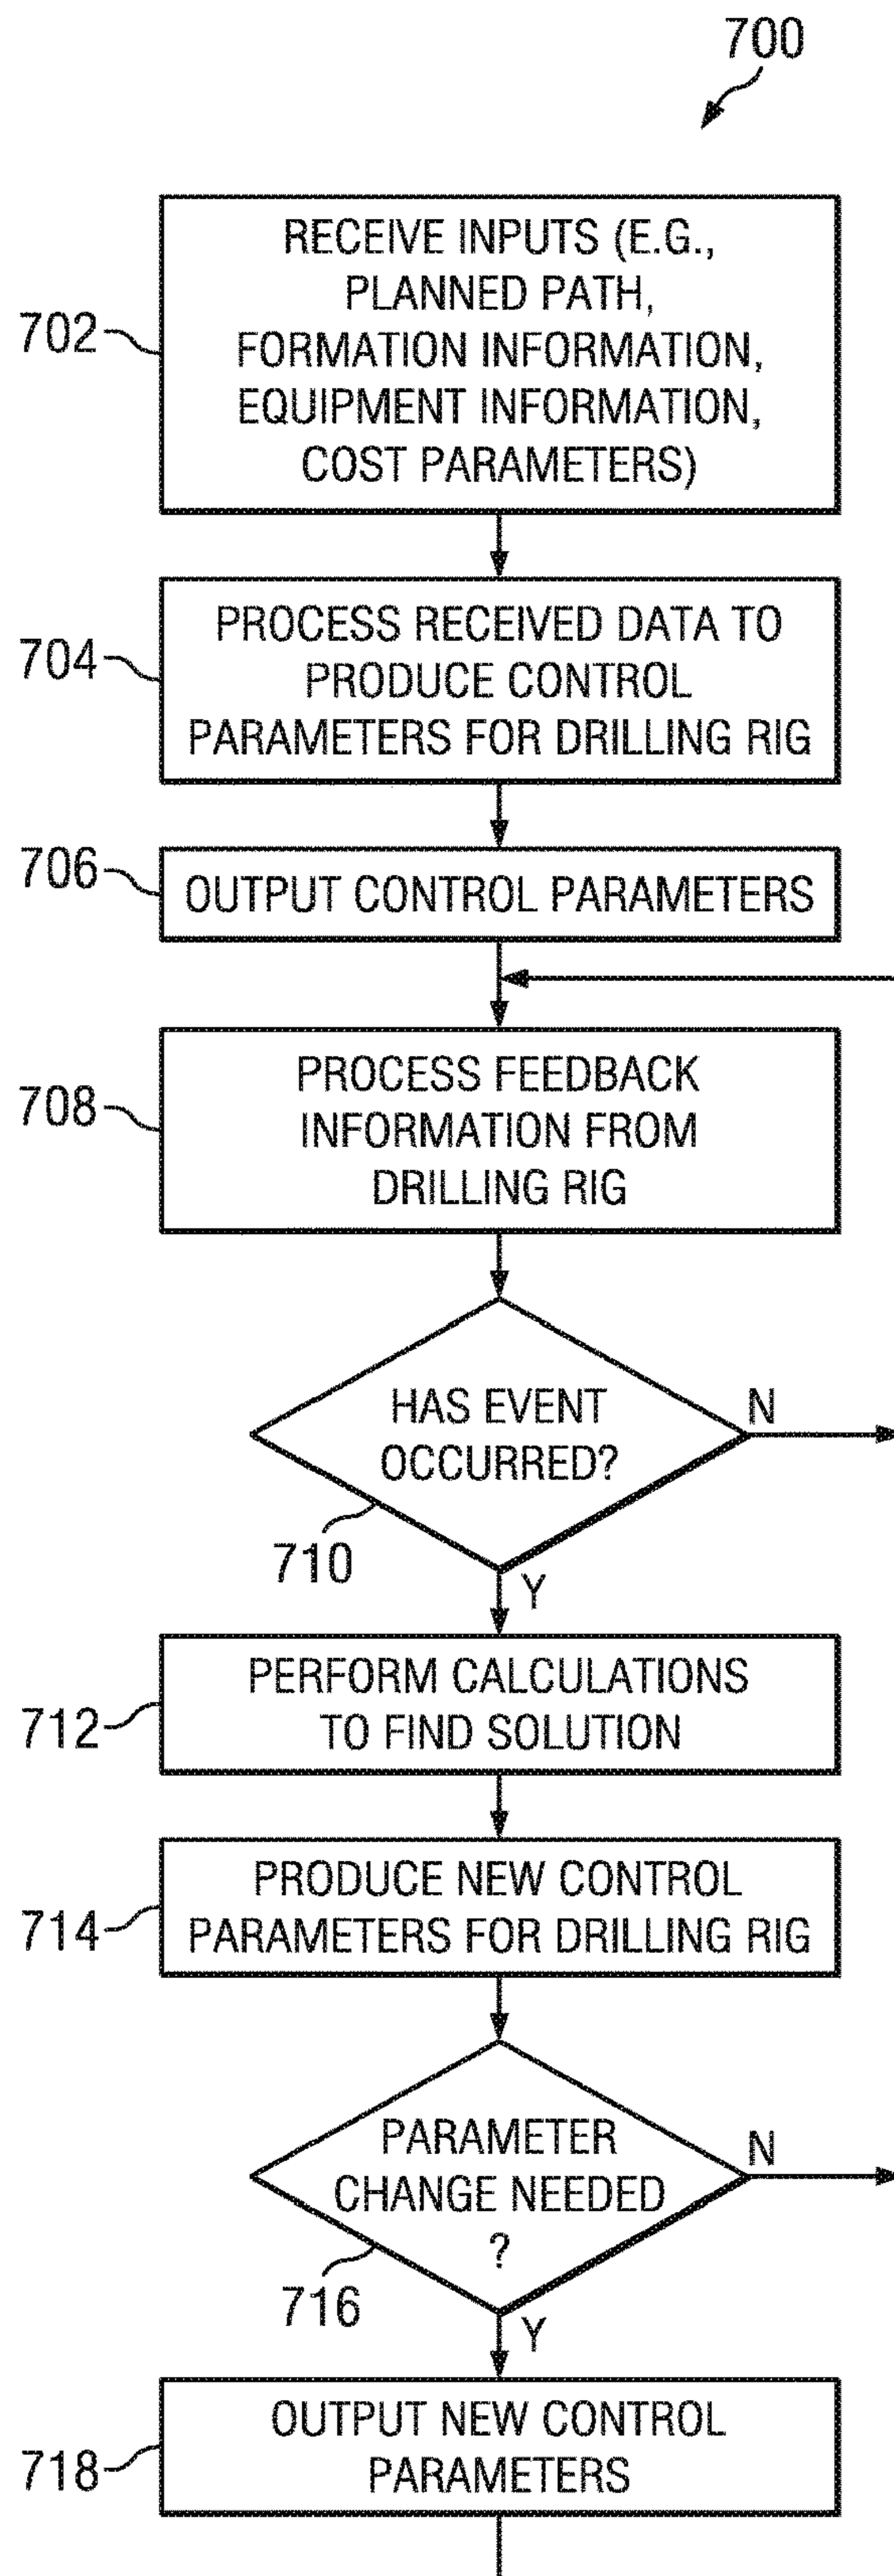 700
702
RECEIVE INPUTS (E.G.,
PLANNED PATH,
FORMATION INFORMATION,
EQUIPMENT INFORMATION,
COST PARAMETERS)
704
PROCESS RECEIVED DATA TO
PRODUCE CONTROL
PARAMETERS FOR DRILLING RIG
706
OUTPUT CONTROL PARAMETERS
708
PROCESS FEEDBACK
INFORMATION FROM
DRILLING RIG
HAS EVENT
OCCURRED?
N
710
Y
712
PERFORM CALCULATIONS
TO FIND SOLUTION
714
PRODUCE NEW CONTROL
PARAMETERS FOR DRILLING RIG
PARAMETER
CHANGE NEEDED
?
N
716
Y
718
OUTPUT NEW CONTROL
PARAMETERS